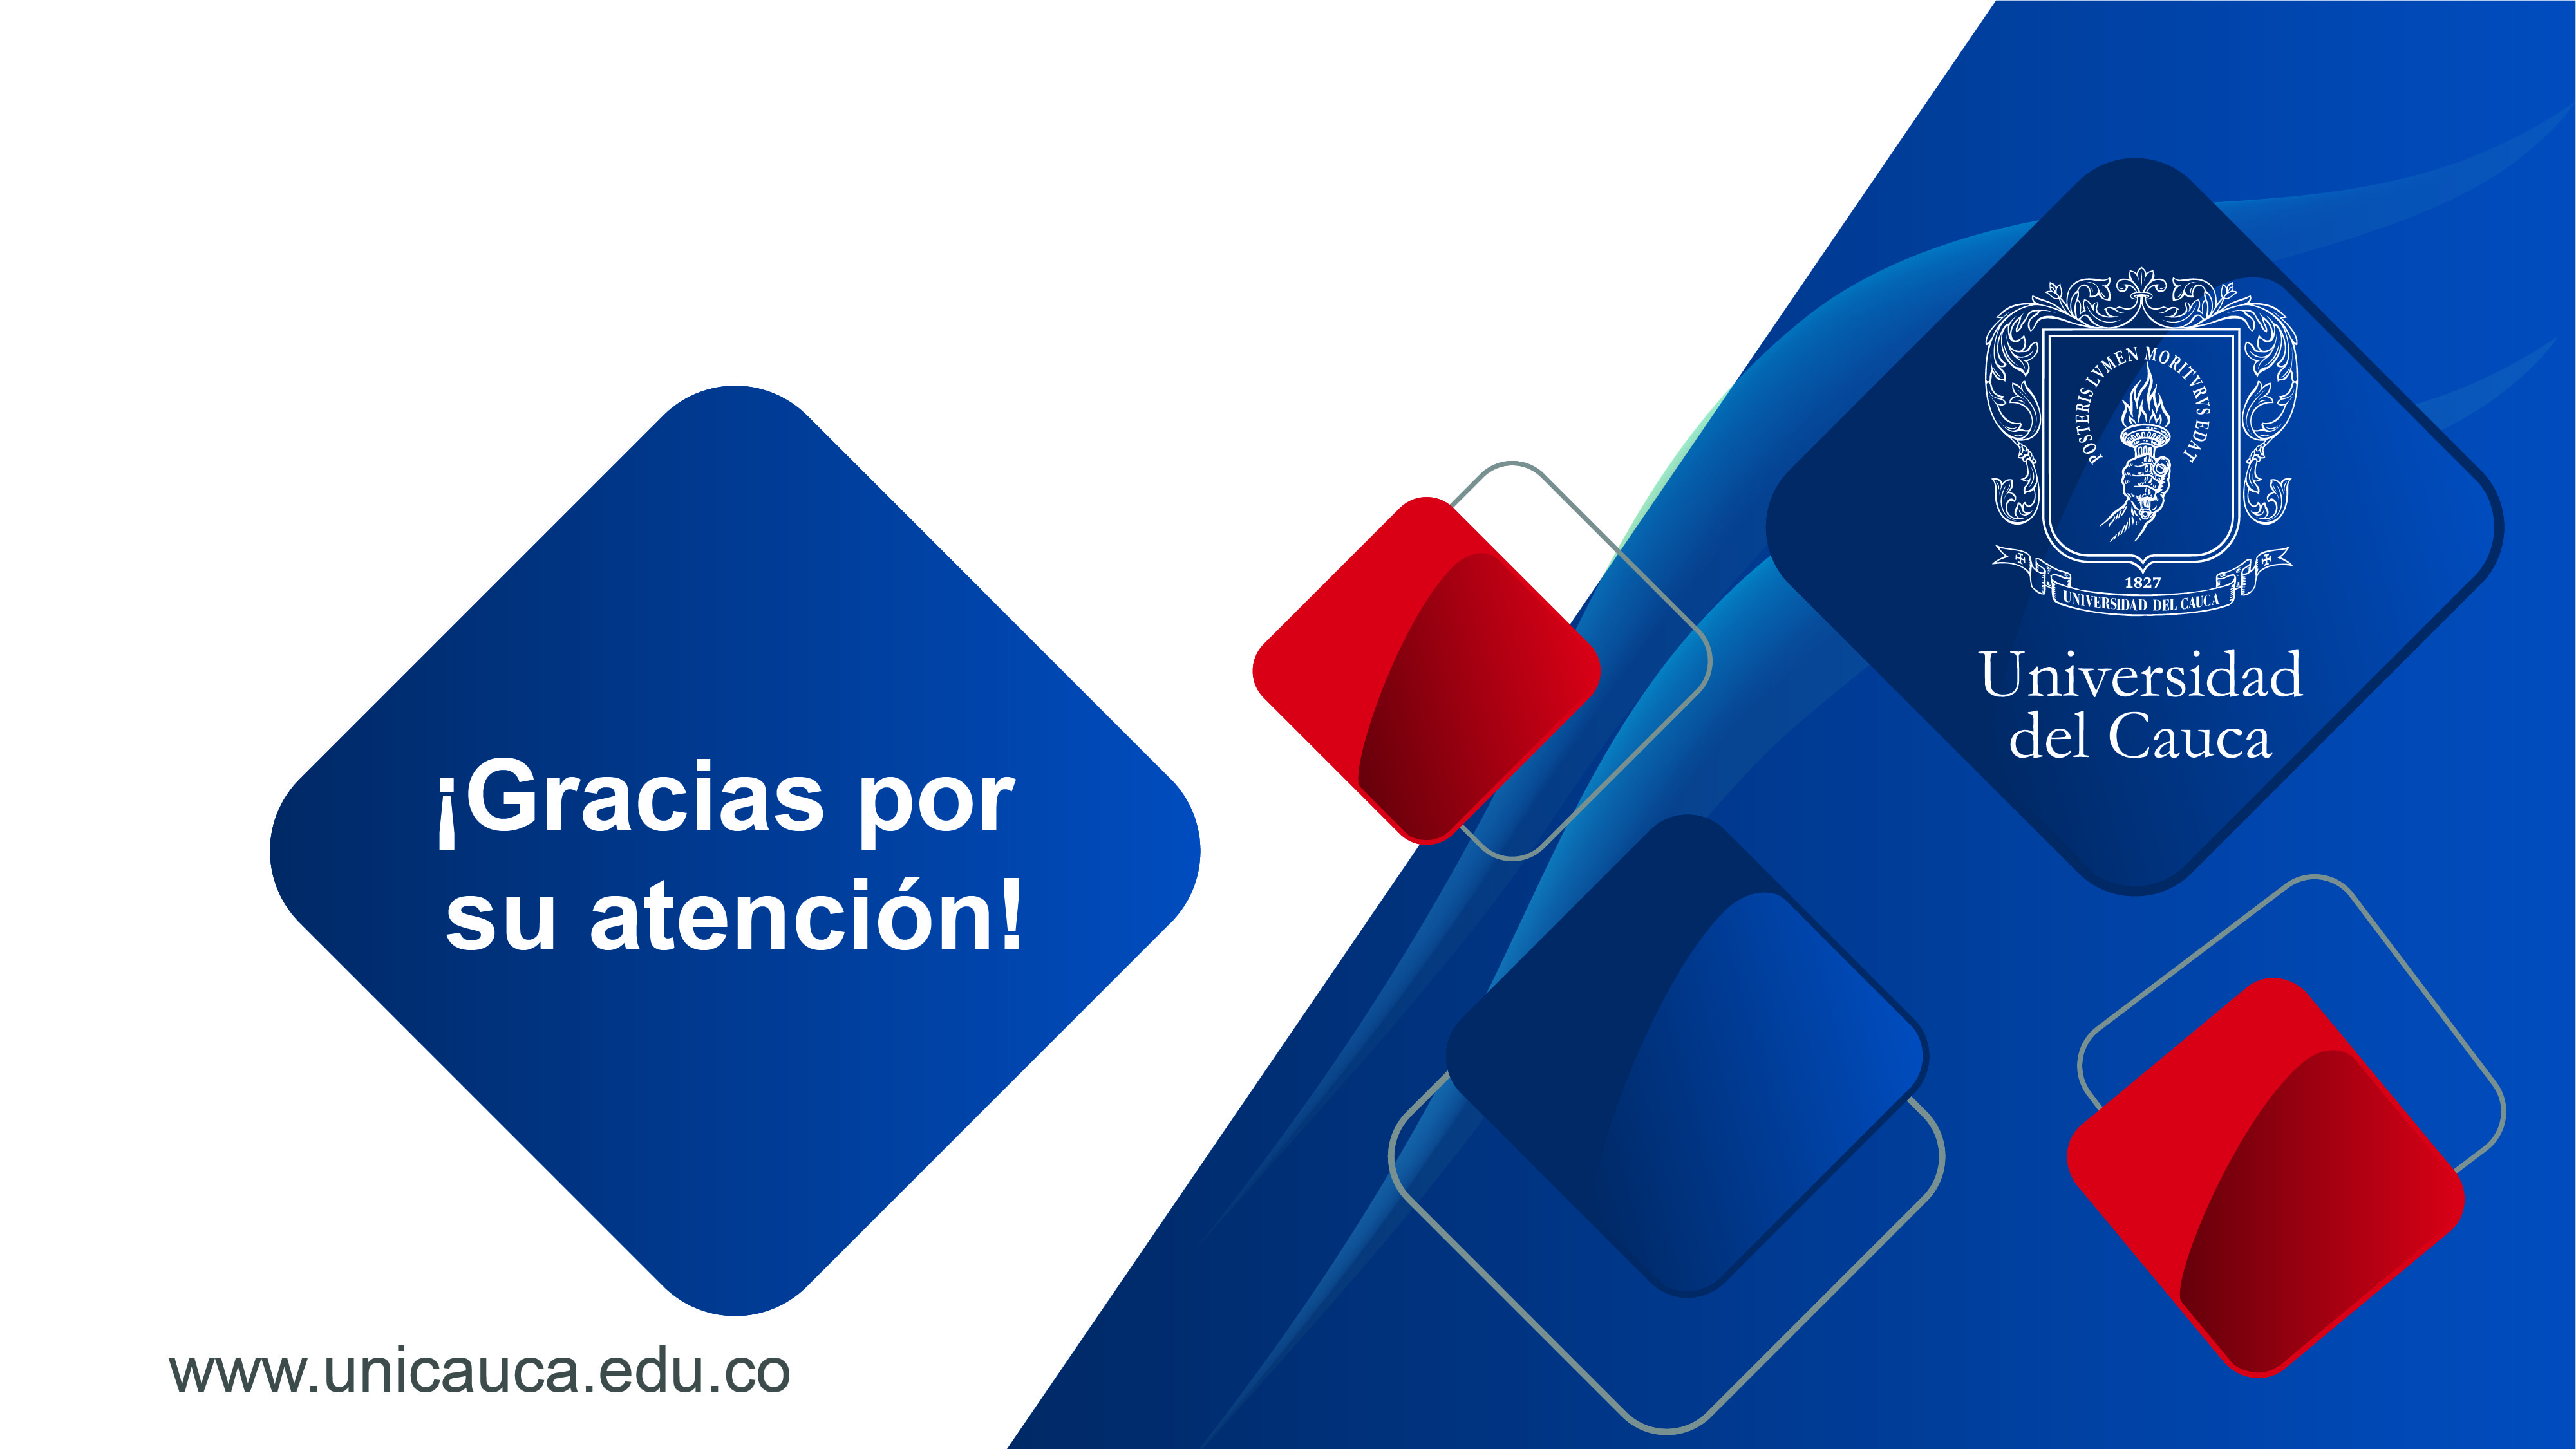 ¡Gracias por
su atención!
www.unicauca.edu.co
POSTERIS LVMEN MORITVRVS EDAT
1827
UNIVERSIDAD DEL CAUCA
Universidad
del Cauca